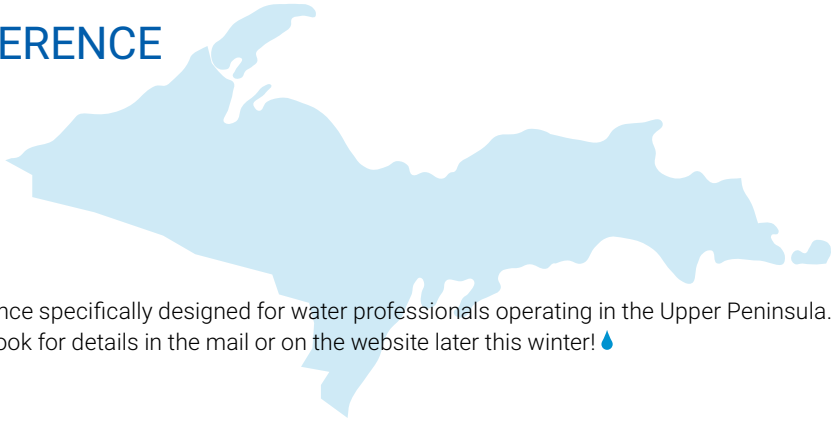 ERENCE
nce specifically designed for water professionals operating in the Upper Peninsula.
ook for details in the mail or on the website later this winter!